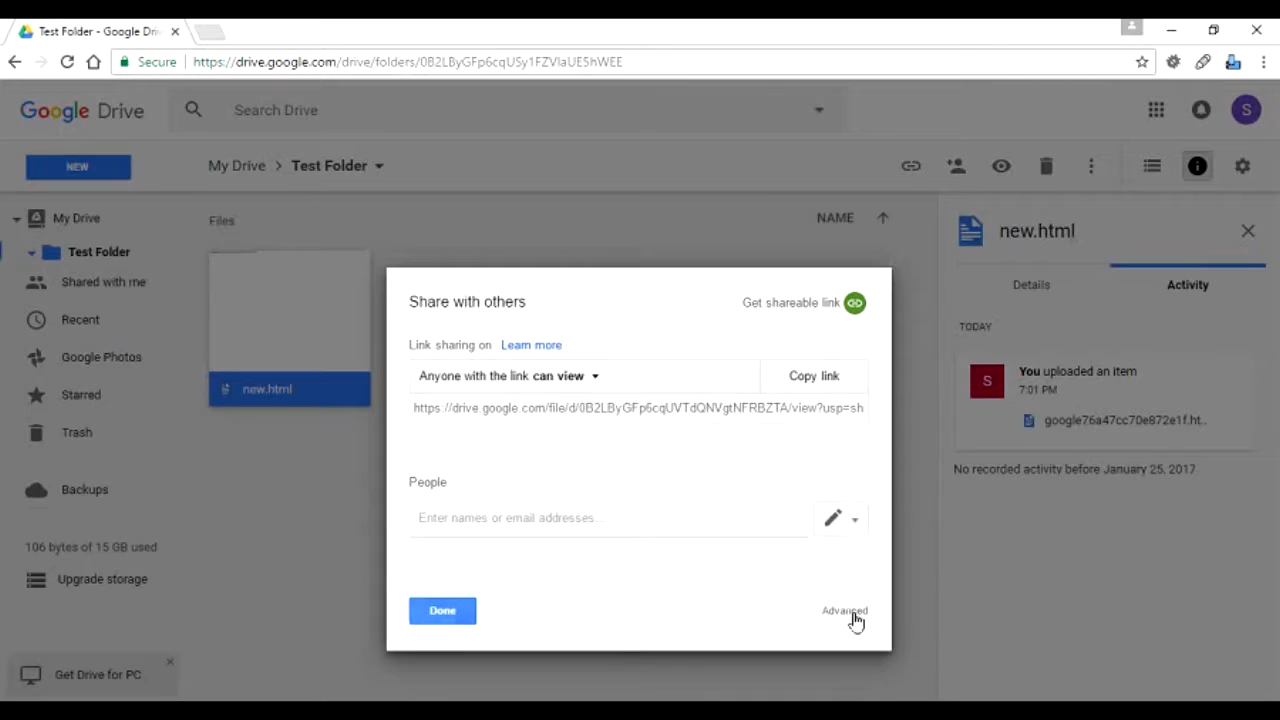 Test Folder - Google Dri
Secure https://drive.google.com/drive/folders/0B2LByGFp6cqUSy1FZVlaUE5hWEE
Google Drive Search Drive S
NEW My Drive > Test Folder
My Drive
Test Folder
Shared with me
Recent
Google Photos
Starred
Trash
Backups
106 bytes of 15 GB used
Upgrade storage
Get Drive for PC
Files NAME
new.html
Share with others Get shareable link
Link sharing on Learn more
Anyone with the link can view Copy link
https://drive.google.com/file/d/0B2LByGFp6cqUVTdQNVgtNFRBZTA/view?usp=sh
People
Enter names or email addresses...
Done Advanced
new.html
Details Activity
TODAY
S You uploaded an item
7:01 PM
google76a47cc70e872e1f.ht..
No recorded activity before January 25, 2017